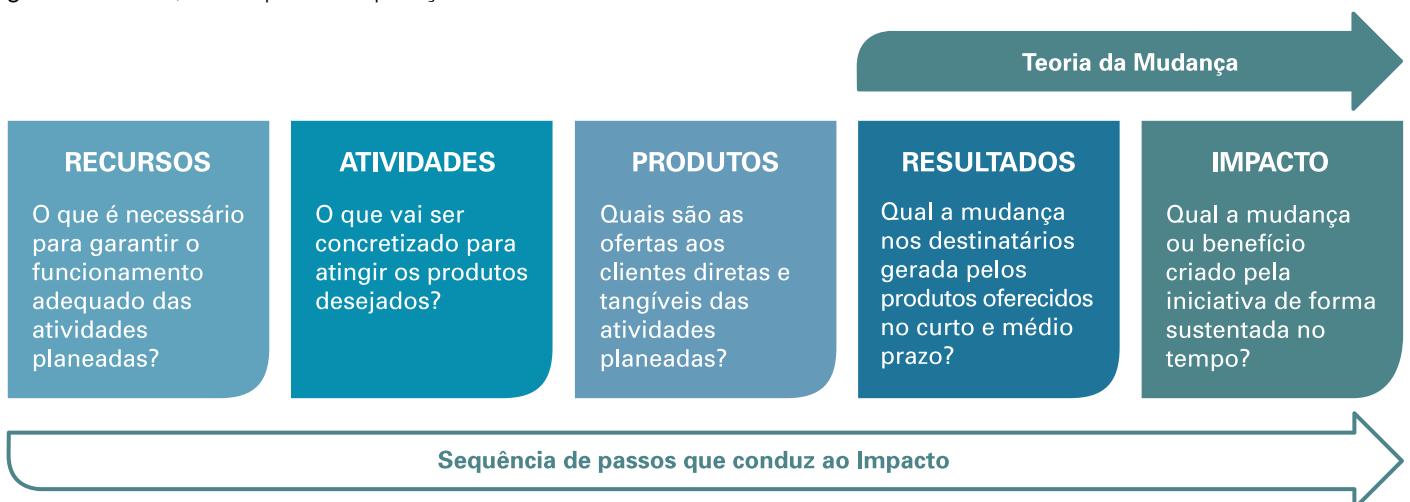 Teoria da Mudança
RECURSOS
O que é necessário
para garantir o
funcionamento
adequado das
atividades
planeadas?
ATIVIDADES
O que vai ser
concretizado para
atingir os produtos
desejados?
PRODUTOS
Quais são as
ofertas aos
clientes diretas e
tangíveis das
atividades
planeadas?
RESULTADOS
Qual a mudança
nos destinatários
gerada pelos
produtos oferecidos
no curto e médio
prazo?
IMPACTO
Qual a mudança
ou benefício
criado pela
iniciativa de forma
sustentada no
tempo?
Sequência de passos que conduz ao Impacto